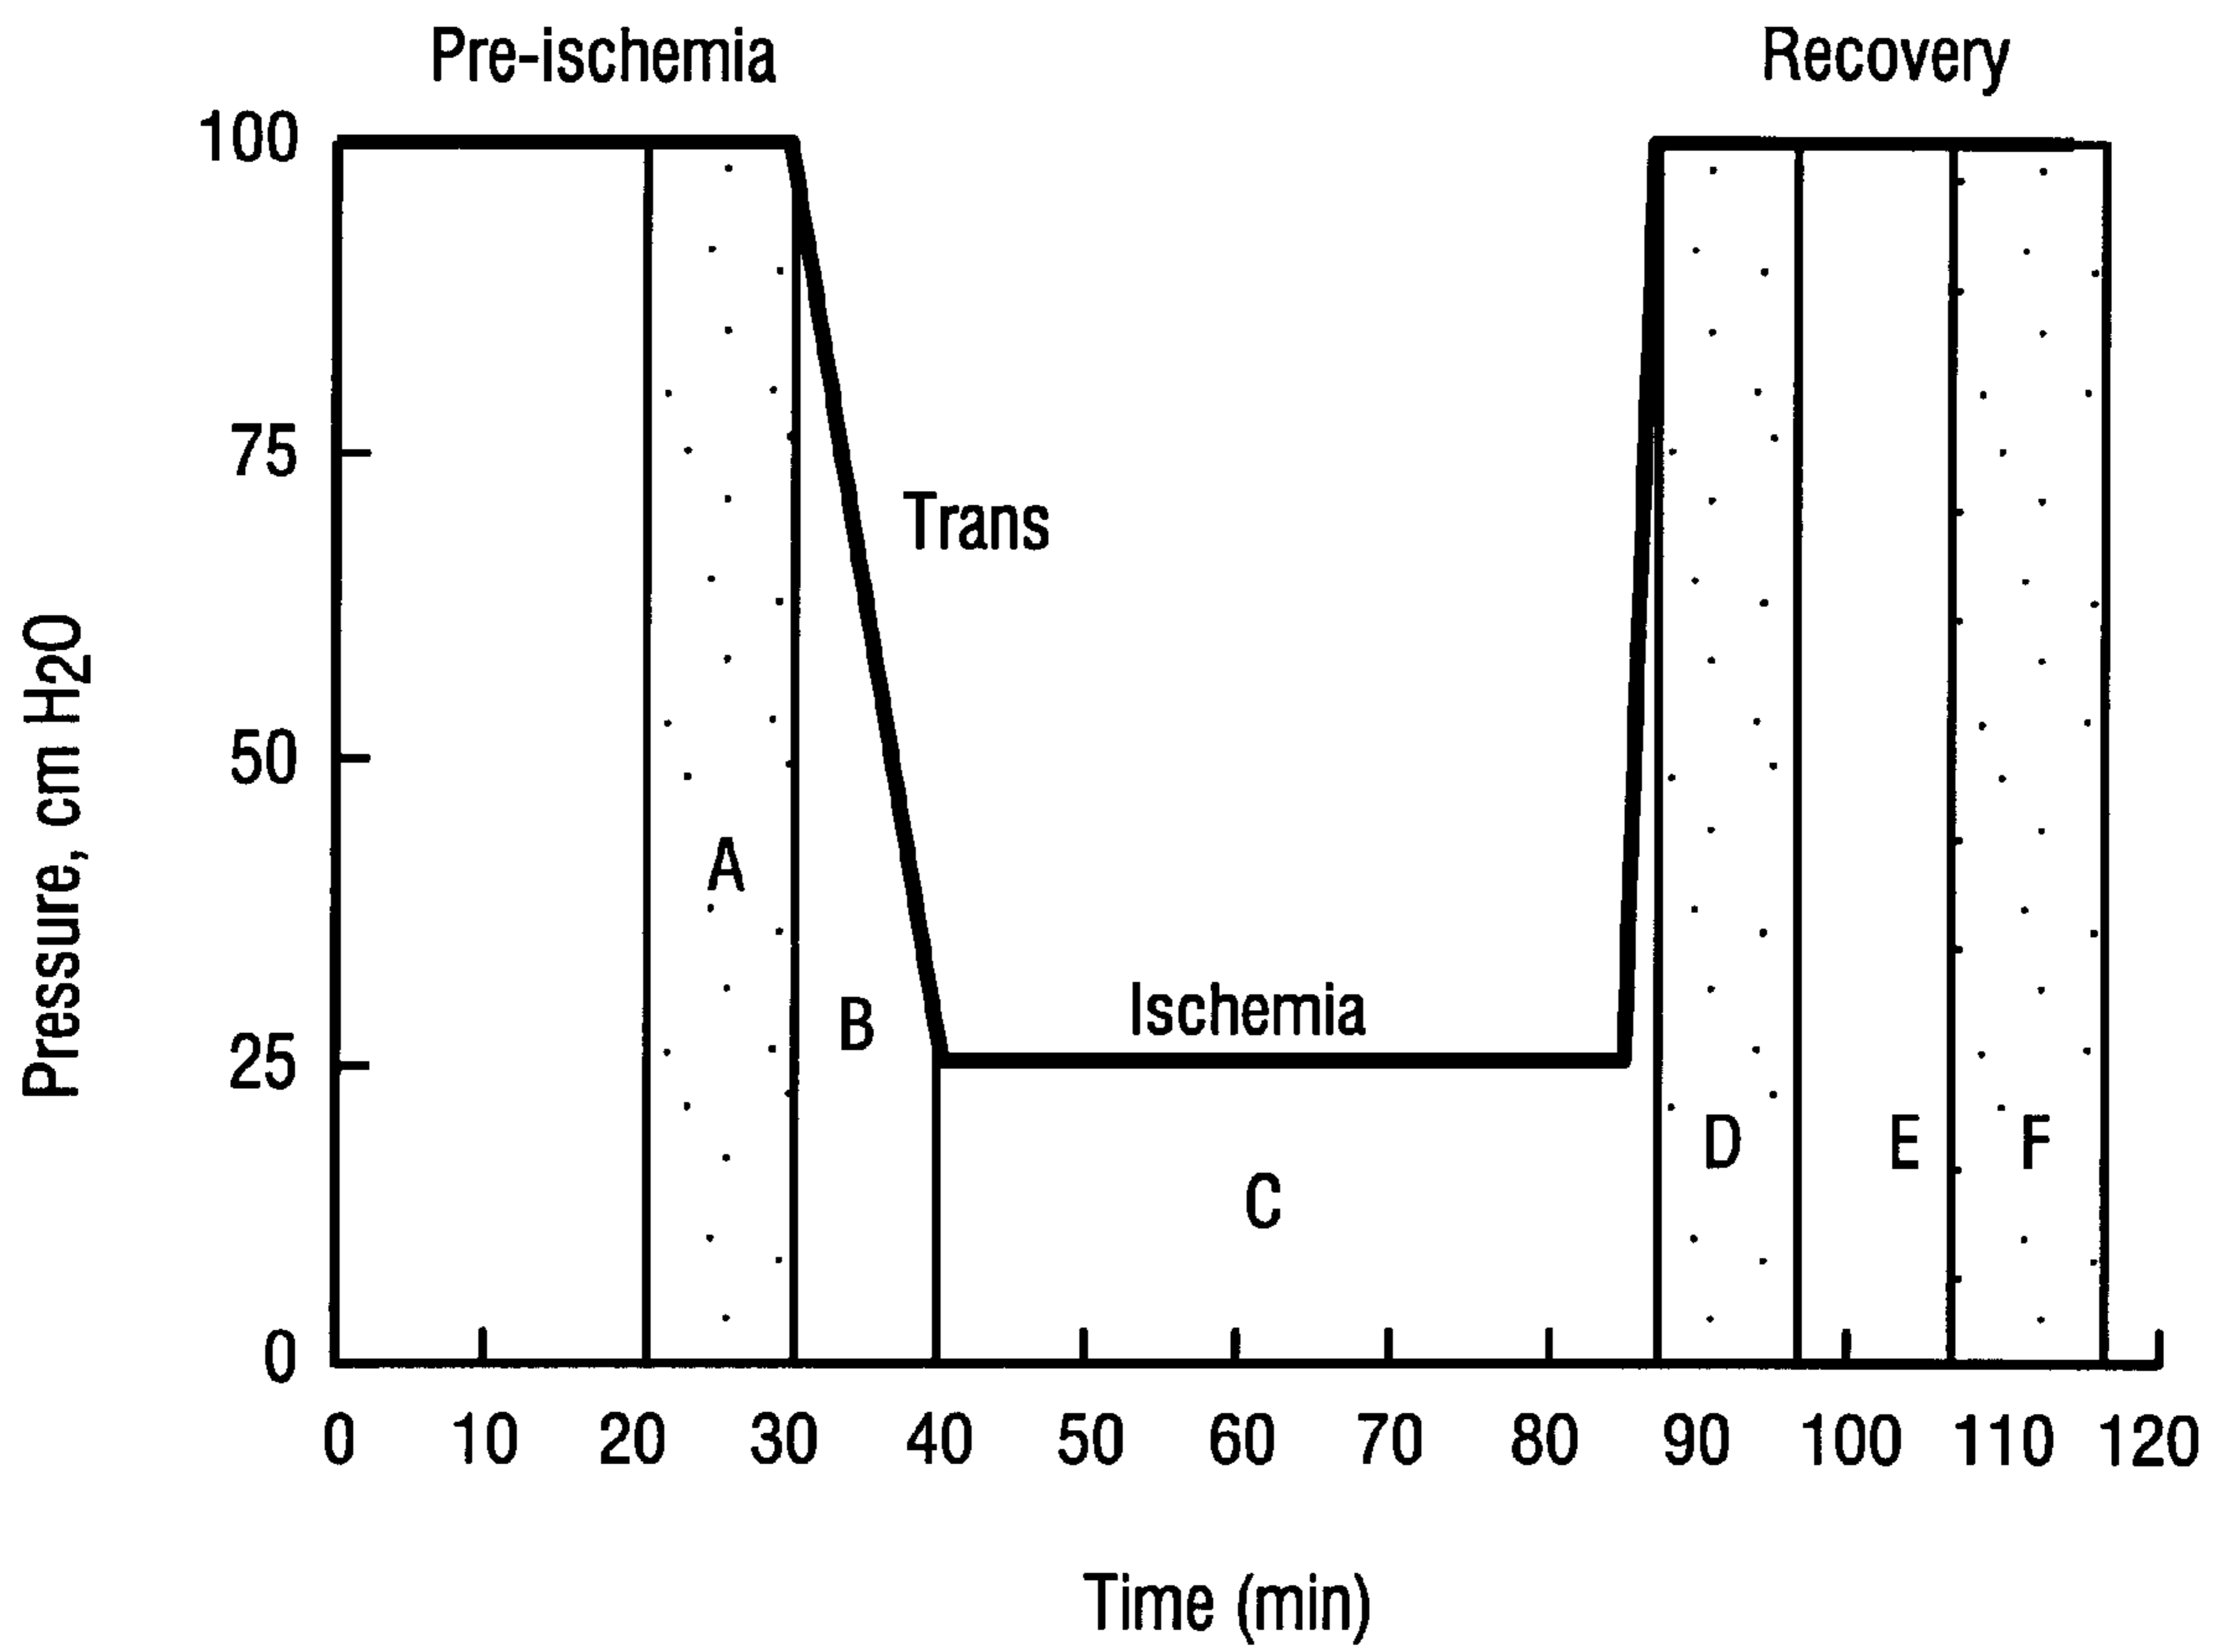 Pre-ischemia
Recovery
100
75
50
25
0
Pressure, cm H2O
Trans
Ischemia
A
B
C
D
E
F
0 10 20 30 40 50 60 70 80 90 100 110 120
Time (min)